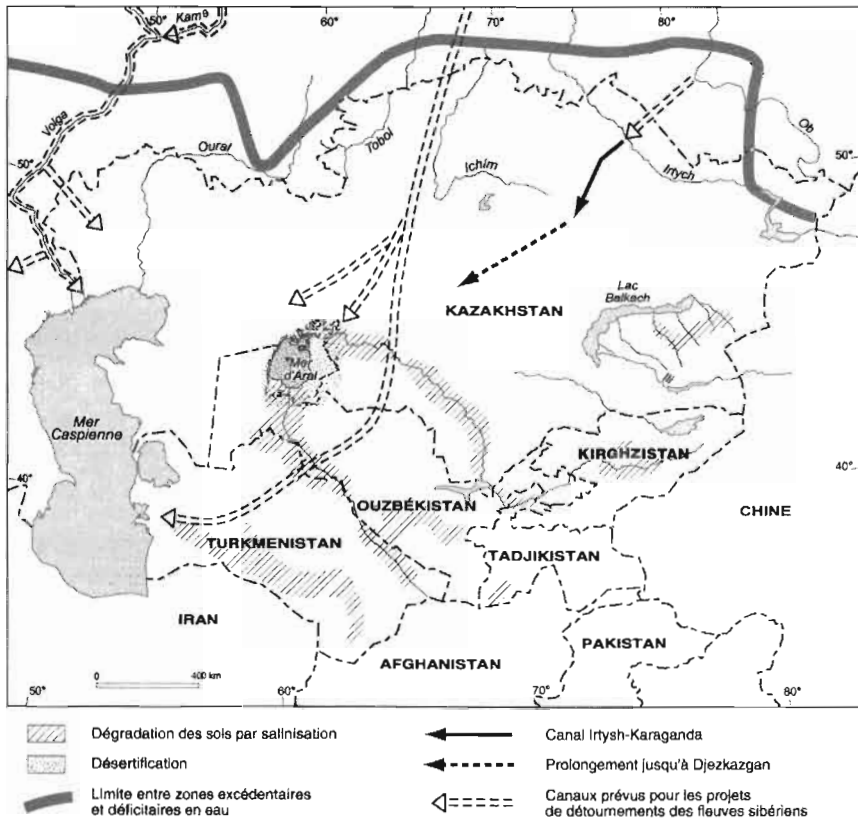 50°
60°
70°
80°
Kama
Volga
50°
Oural
Tobol
Ichim
Irtych
Ob
50°
KAZAKHSTAN
Lac
Balkach
Ili
Mer
d'Aral
Mer
Caspienne
40°
KIRGHZISTAN
40°
OUZBÉKISTAN
CHINE
TURKMENISTAN
TADJIKISTAN
IRAN
PAKISTAN
AFGHANISTAN
0 400 km
50°
60°
70°
80°
Dégradation des sols par salinisation
Désertification
Limite entre zones excédentaires
et déficitaires en eau
Canal Irtysh-Karaganda
Prolongement jusqu'à Djezkazgan
Canaux prévus pour les projets
de détournements des fleuves sibériens